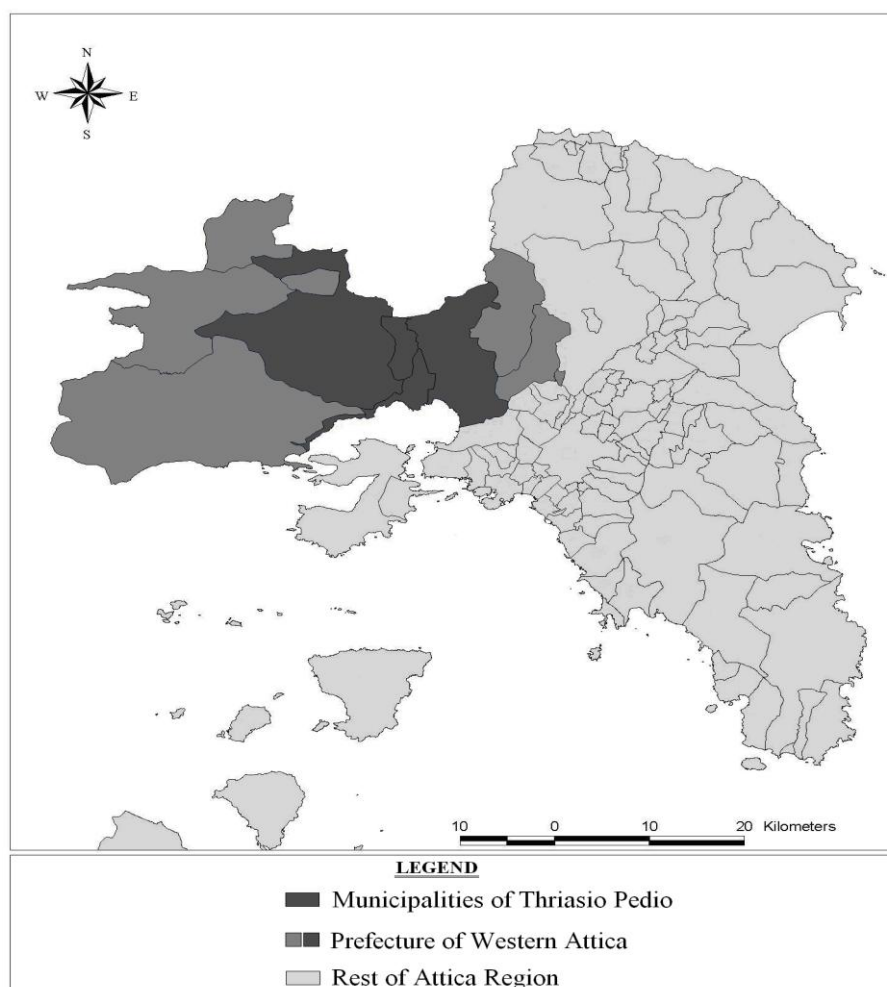 N
W E
S
10 0 10 20 Kilometers
LEGEND
Municipalities of Thriasio Pedio
Prefecture of Western Attica
Rest of Attica Region